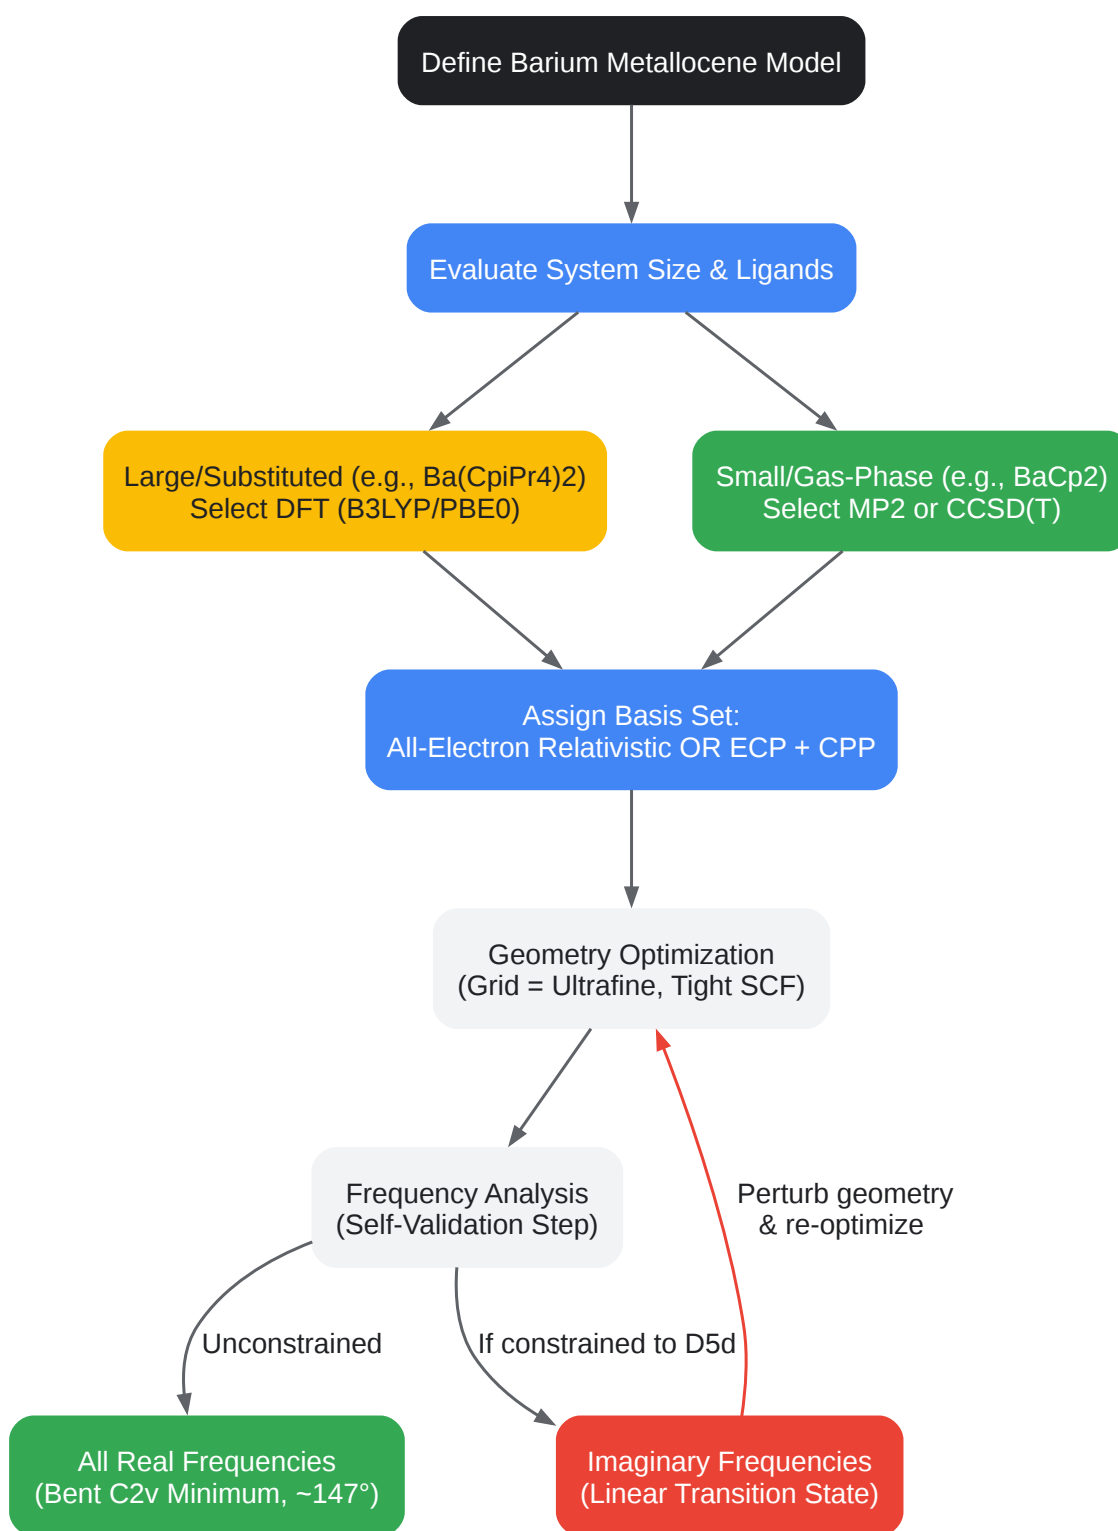 Define Barium Metallocene Model
Evaluate System Size & Ligands
Large/Substituted (e.g., Ba(CpiPr4)2)
Select DFT (B3LYP/PBE0)
Small/Gas-Phase (e.g., BaCp2)
Select MP2 or CCSD(T)
Assign Basis Set:
All-Electron Relativistic OR ECP + CPP
Geometry Optimization
(Grid = Ultrafine, Tight SCF)
Frequency Analysis
(Self-Validation Step)
Perturb geometry
& re-optimize
Unconstrained
If constrained to D5d
All Real Frequencies
(Bent C2v Minimum, ~147°)
Imaginary Frequencies
(Linear Transition State)